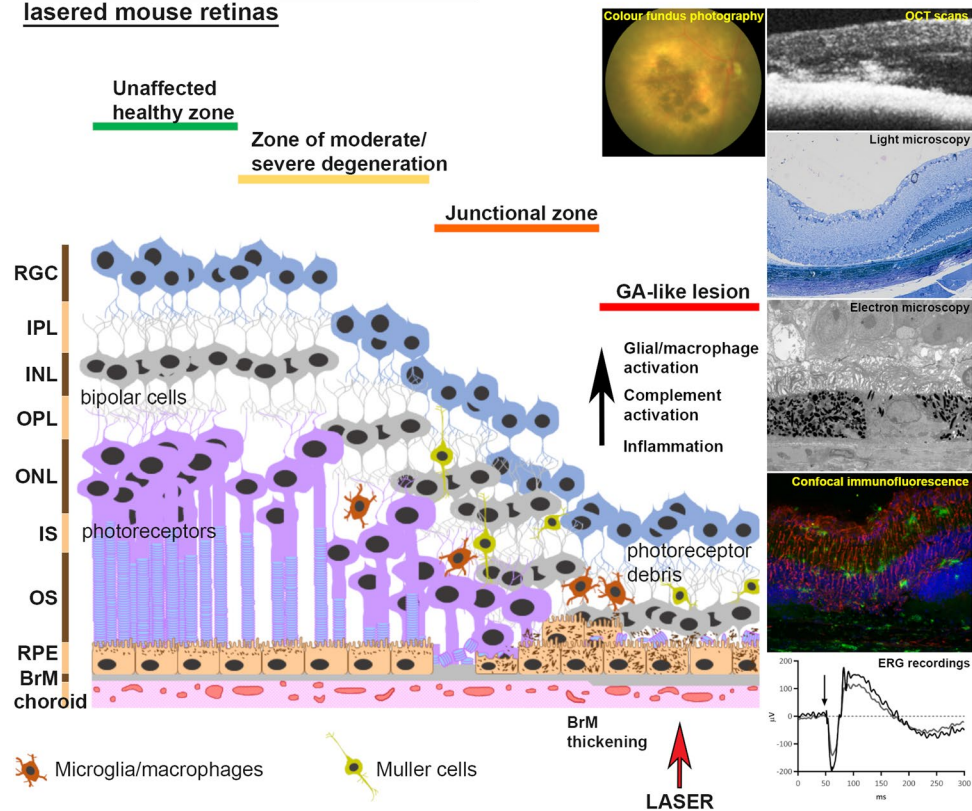 lasered mouse retinas
Colour fundus photography
OCT scans
Unaffected
healthy zone
Zone of moderate/
severe degeneration
Junctional zone
GA-like lesion
Light microscopy
Electron microscopy
Confocal immunofluorescence
ERG recordings
RGC
IPL
INL
OPL
ONL
IS
OS
RPE
BrM
choroid
bipolar cells
photoreceptors
Glial/macrophage
activation
Complement
activation
Inflammation
photoreceptor
debris
BrM
thickening
LASER
Microglia/macrophages
Muller cells
200
100
0
-100
-200
µV
0
50
100
150
200
250
300
ms